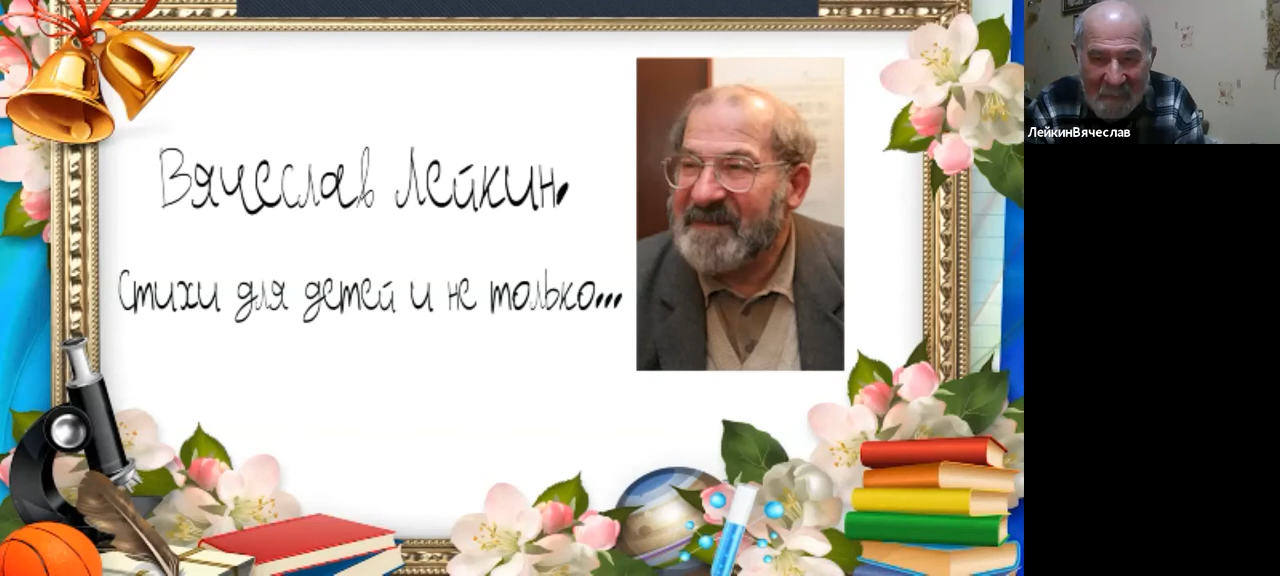 Вячеслав Лейкин.
Стихи для детей и не только...
ЛейкинВячеслав